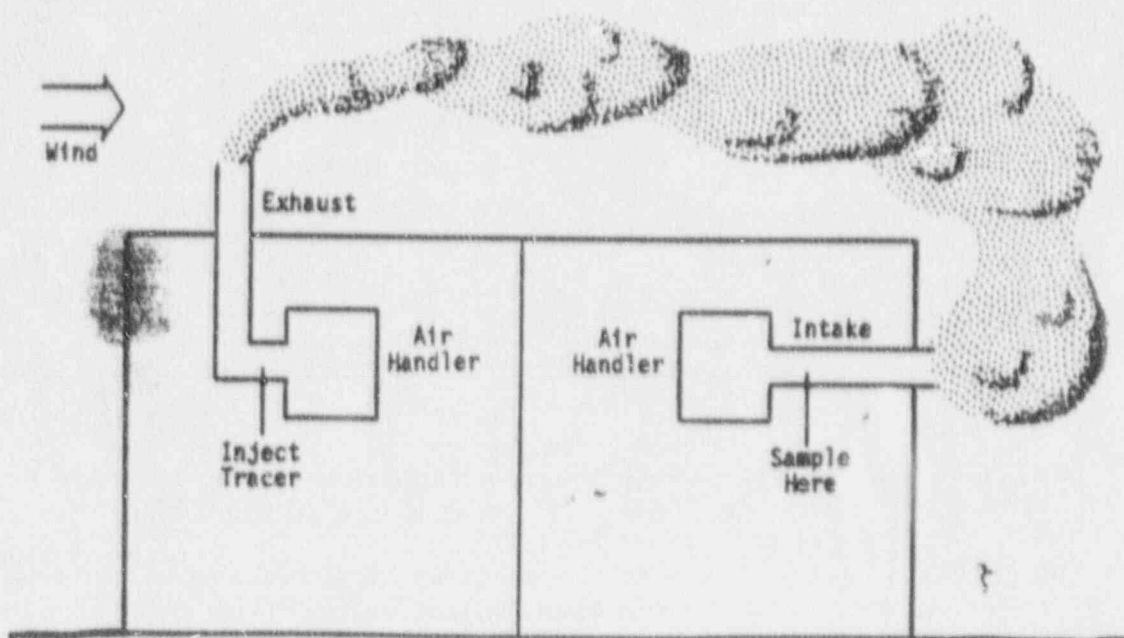 Wind
Exhaust
Air
Handler
Air
Handler
Intake
Inject
Tracer
Sample
Here